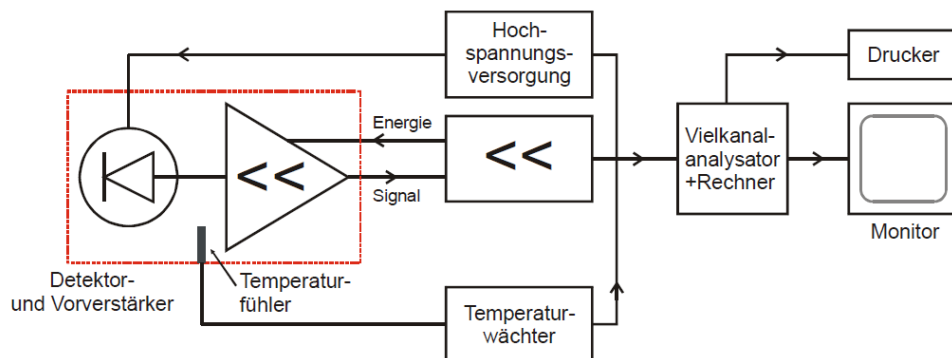 Hoch-
spannungs-
versorgung
Drucker
Energie
<<
<<
Signal
Vielkanal-
analysator
+Rechner
Monitor
Detektor-
und Vorverstärker
Temperatur-
fühler
Temperatur-
wächter